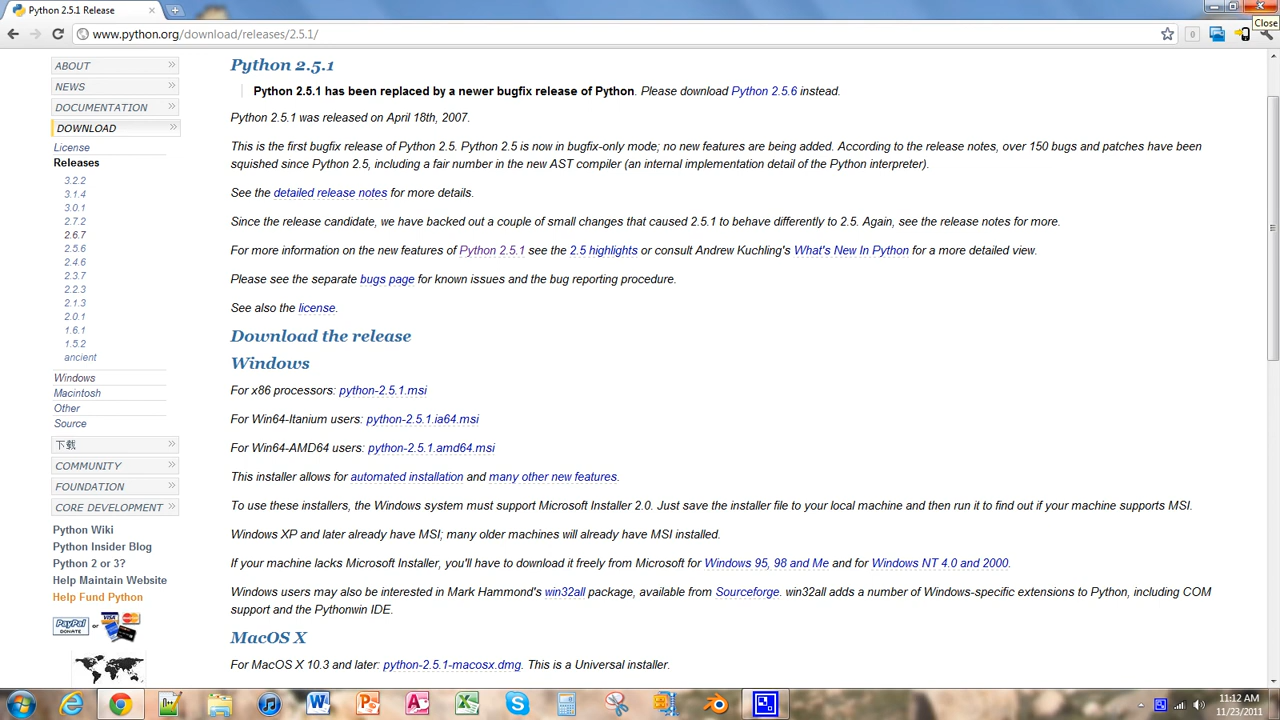 Python 2.5.1 Release
Close
www.python.org/download/releases/2.5.1/
0
ABOUT
NEWS
DOCUMENTATION
DOWNLOAD
License
Releases
3.2.2
3.1.4
3.0.1
2.7.2
2.6.7
2.5.6
2.4.6
2.3.7
2.2.3
2.1.3
2.0.1
1.6.1
1.5.2
ancient
Windows
Macintosh
Other
Source
下载
COMMUNITY
FOUNDATION
CORE DEVELOPMENT
Python Wiki
Python Insider Blog
Python 2 or 3?
Help Maintain Website
Help Fund Python
PayPal DONATE or VISA
Python 2.5.1
Python 2.5.1 has been replaced by a newer bugfix release of Python. Please download Python 2.5.6 instead.
Python 2.5.1 was released on April 18th, 2007.
This is the first bugfix release of Python 2.5. Python 2.5 is now in bugfix-only mode; no new features are being added. According to the release notes, over 150 bugs and patches have been
squished since Python 2.5, including a fair number in the new AST compiler (an internal implementation detail of the Python interpreter).
See the detailed release notes for more details.
Since the release candidate, we have backed out a couple of small changes that caused 2.5.1 to behave differently to 2.5. Again, see the release notes for more.
For more information on the new features of Python 2.5.1 see the 2.5 highlights or consult Andrew Kuchling's What's New In Python for a more detailed view.
Please see the separate bugs page for known issues and the bug reporting procedure.
See also the license.
Download the release
Windows
For x86 processors: python-2.5.1.msi
For Win64-Itanium users: python-2.5.1.ia64.msi
For Win64-AMD64 users: python-2.5.1.amd64.msi
This installer allows for automated installation and many other new features.
To use these installers, the Windows system must support Microsoft Installer 2.0. Just save the installer file to your local machine and then run it to find out if your machine supports MSI.
Windows XP and later already have MSI; many older machines will already have MSI installed.
If your machine lacks Microsoft Installer, you'll have to download it freely from Microsoft for Windows 95, 98 and Me and for Windows NT 4.0 and 2000.
Windows users may also be interested in Mark Hammond's win32all package, available from Sourceforge. win32all adds a number of Windows-specific extensions to Python, including COM
support and the Pythonwin IDE.
MacOS X
For MacOS X 10.3 and later: python-2.5.1-macosx.dmg. This is a Universal installer.
11:12 AM
11/23/2011